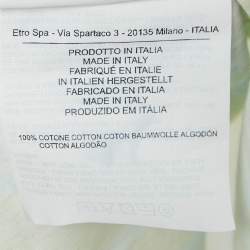 Etro Spa - Via Spartaco 3 - 20135 Milano - ITALIA
PRODOTTO IN ITALIA
MADE IN ITALY
FABRIQUÉ EN ITALIE
IN ITALIEN HERGESTELLT
FABRICADO EN ITALIA
MADE IN ITALY
PRODUZIDO EM ITÁLIA
100% COTONE COTTON COTON BAUMWOLLE ALGODÓN
COTTON ALGODÃO